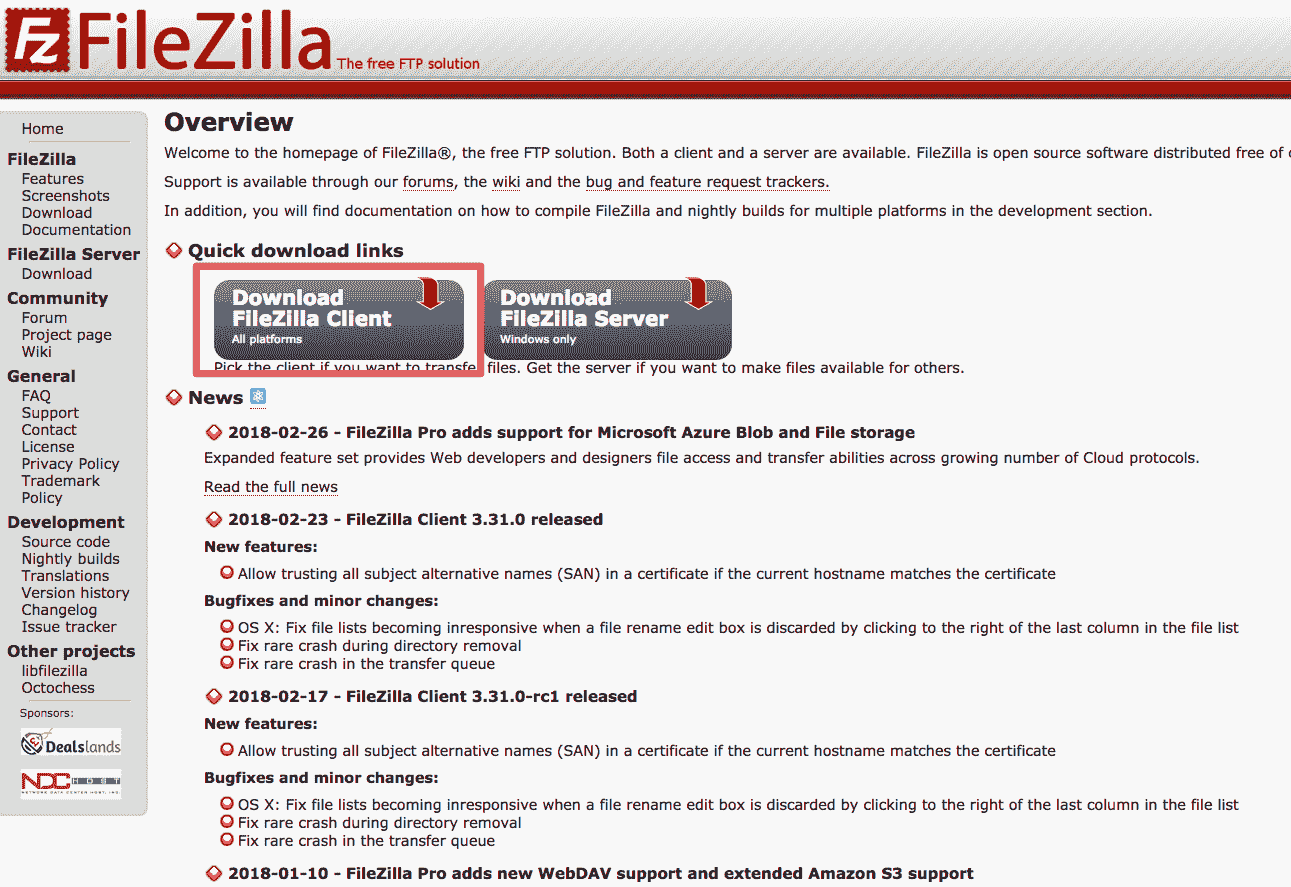 FileZilla The free FTP solution
Home
FileZilla
Features
Screenshots
Download
Documentation
FileZilla Server
Download
Community
Forum
Project page
Wiki
General
FAQ
Support
Contact
License
Privacy Policy
Trademark
Policy
Development
Source code
Nightly builds
Translations
Version history
Changelog
Issue tracker
Other projects
libfilezilla
Octochess
Sponsors:
Dealslands
NDC HOST
NETWORK DATA CENTER HOST, INC.
Overview
Welcome to the homepage of FileZilla®, the free FTP solution. Both a client and a server are available. FileZilla is open source software distributed free of
Support is available through our forums, the wiki and the bug and feature request trackers.
In addition, you will find documentation on how to compile FileZilla and nightly builds for multiple platforms in the development section.
Quick download links
Download
FileZilla Client
All platforms
Download
FileZilla Server
Windows only
Pick the client if you want to transfer files. Get the server if you want to make files available for others.
News
2018-02-26 - FileZilla Pro adds support for Microsoft Azure Blob and File storage
Expanded feature set provides Web developers and designers file access and transfer abilities across growing number of Cloud protocols.
Read the full news
2018-02-23 - FileZilla Client 3.31.0 released
New features:
Allow trusting all subject alternative names (SAN) in a certificate if the current hostname matches the certificate
Bugfixes and minor changes:
OS X: Fix file lists becoming inresponsive when a file rename edit box is discarded by clicking to the right of the last column in the file list
Fix rare crash during directory removal
Fix rare crash in the transfer queue
2018-02-17 - FileZilla Client 3.31.0-rc1 released
New features:
Allow trusting all subject alternative names (SAN) in a certificate if the current hostname matches the certificate
Bugfixes and minor changes:
OS X: Fix file lists becoming inresponsive when a file rename edit box is discarded by clicking to the right of the last column in the file list
Fix rare crash during directory removal
Fix rare crash in the transfer queue
2018-01-10 - FileZilla Pro adds new WebDAV support and extended Amazon S3 support